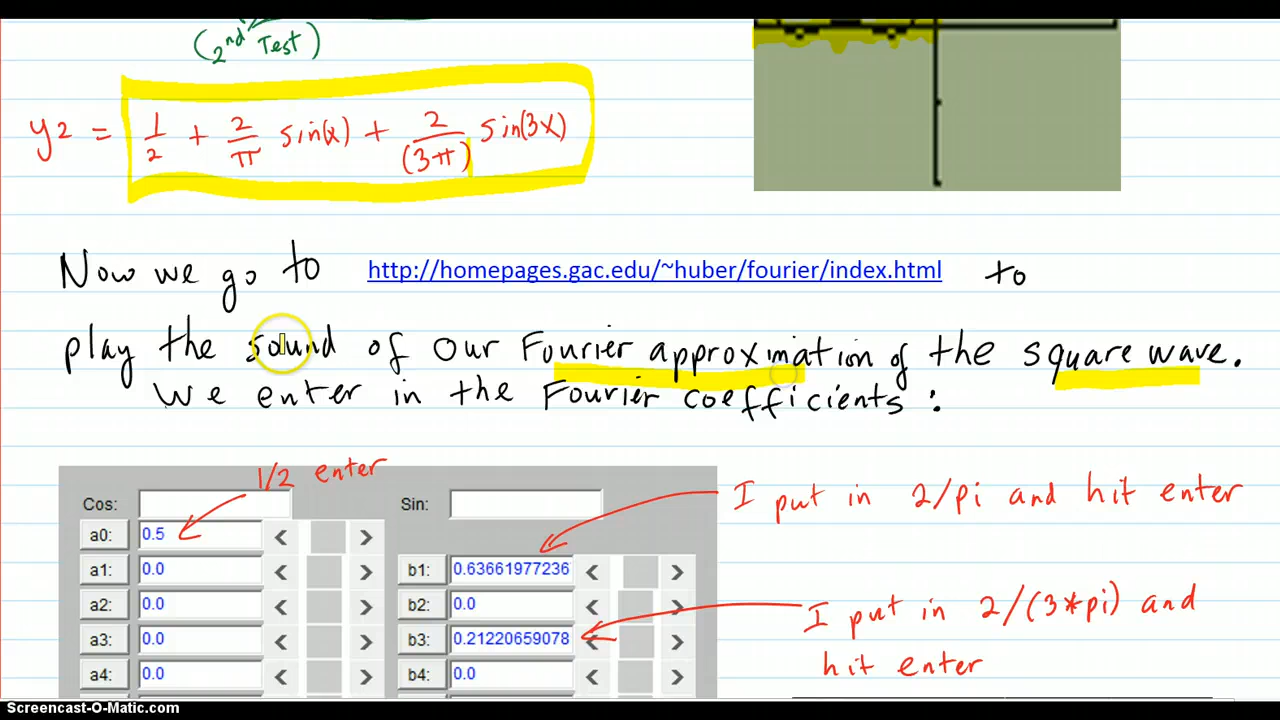 (2nd Test)
y2 = 1/2 + 2/π sin(x) + 2/(3π) sin(3x)
Now we go to http://homepages.gac.edu/~huber/fourier/index.html to
play the sound of our Fourier approximation of the square wave.
We enter in the Fourier coefficients :
1/2 enter
Cos: Sin:
I put in 2/pi and hit enter
a0: 0.5 < >
a1: 0.0 < > b1: 0.63661977236 < >
a2: 0.0 < > b2: 0.0 < >
I put in 2/(3*pi) and
hit enter
a3: 0.0 < > b3: 0.21220659078 < >
a4: 0.0 < > b4: 0.0 < >
Screencast-O-Matic.com